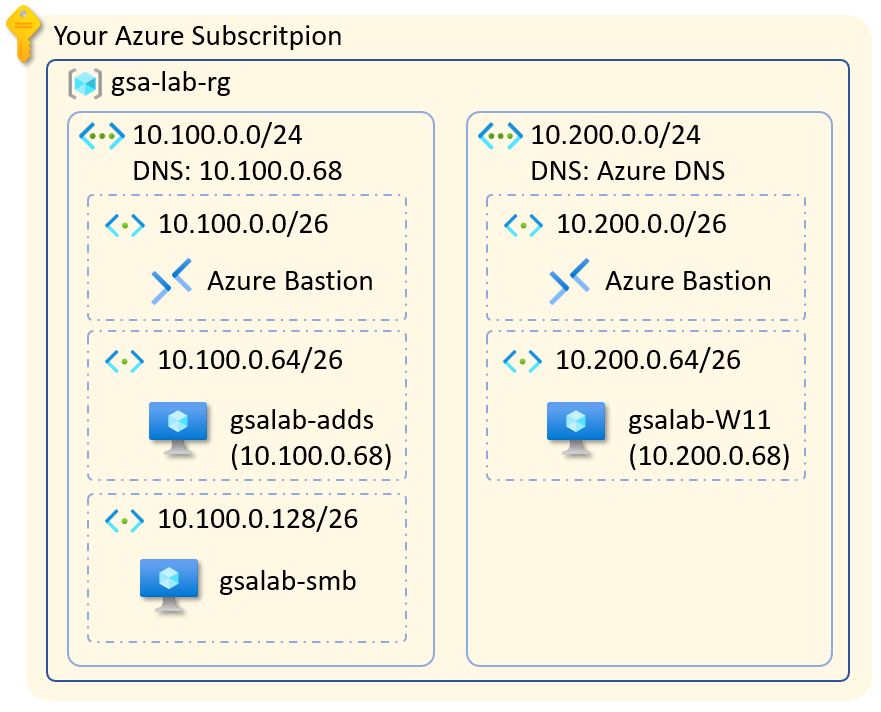 Your Azure Subscritpion
gsa-lab-rg
10.100.0.0/24
DNS: 10.100.0.68
10.100.0.0/26
Azure Bastion
10.100.0.64/26
gsalab-adds
(10.100.0.68)
10.100.0.128/26
gsalab-smb
10.200.0.0/24
DNS: Azure DNS
10.200.0.0/26
Azure Bastion
10.200.0.64/26
gsalab-W11
(10.200.0.68)